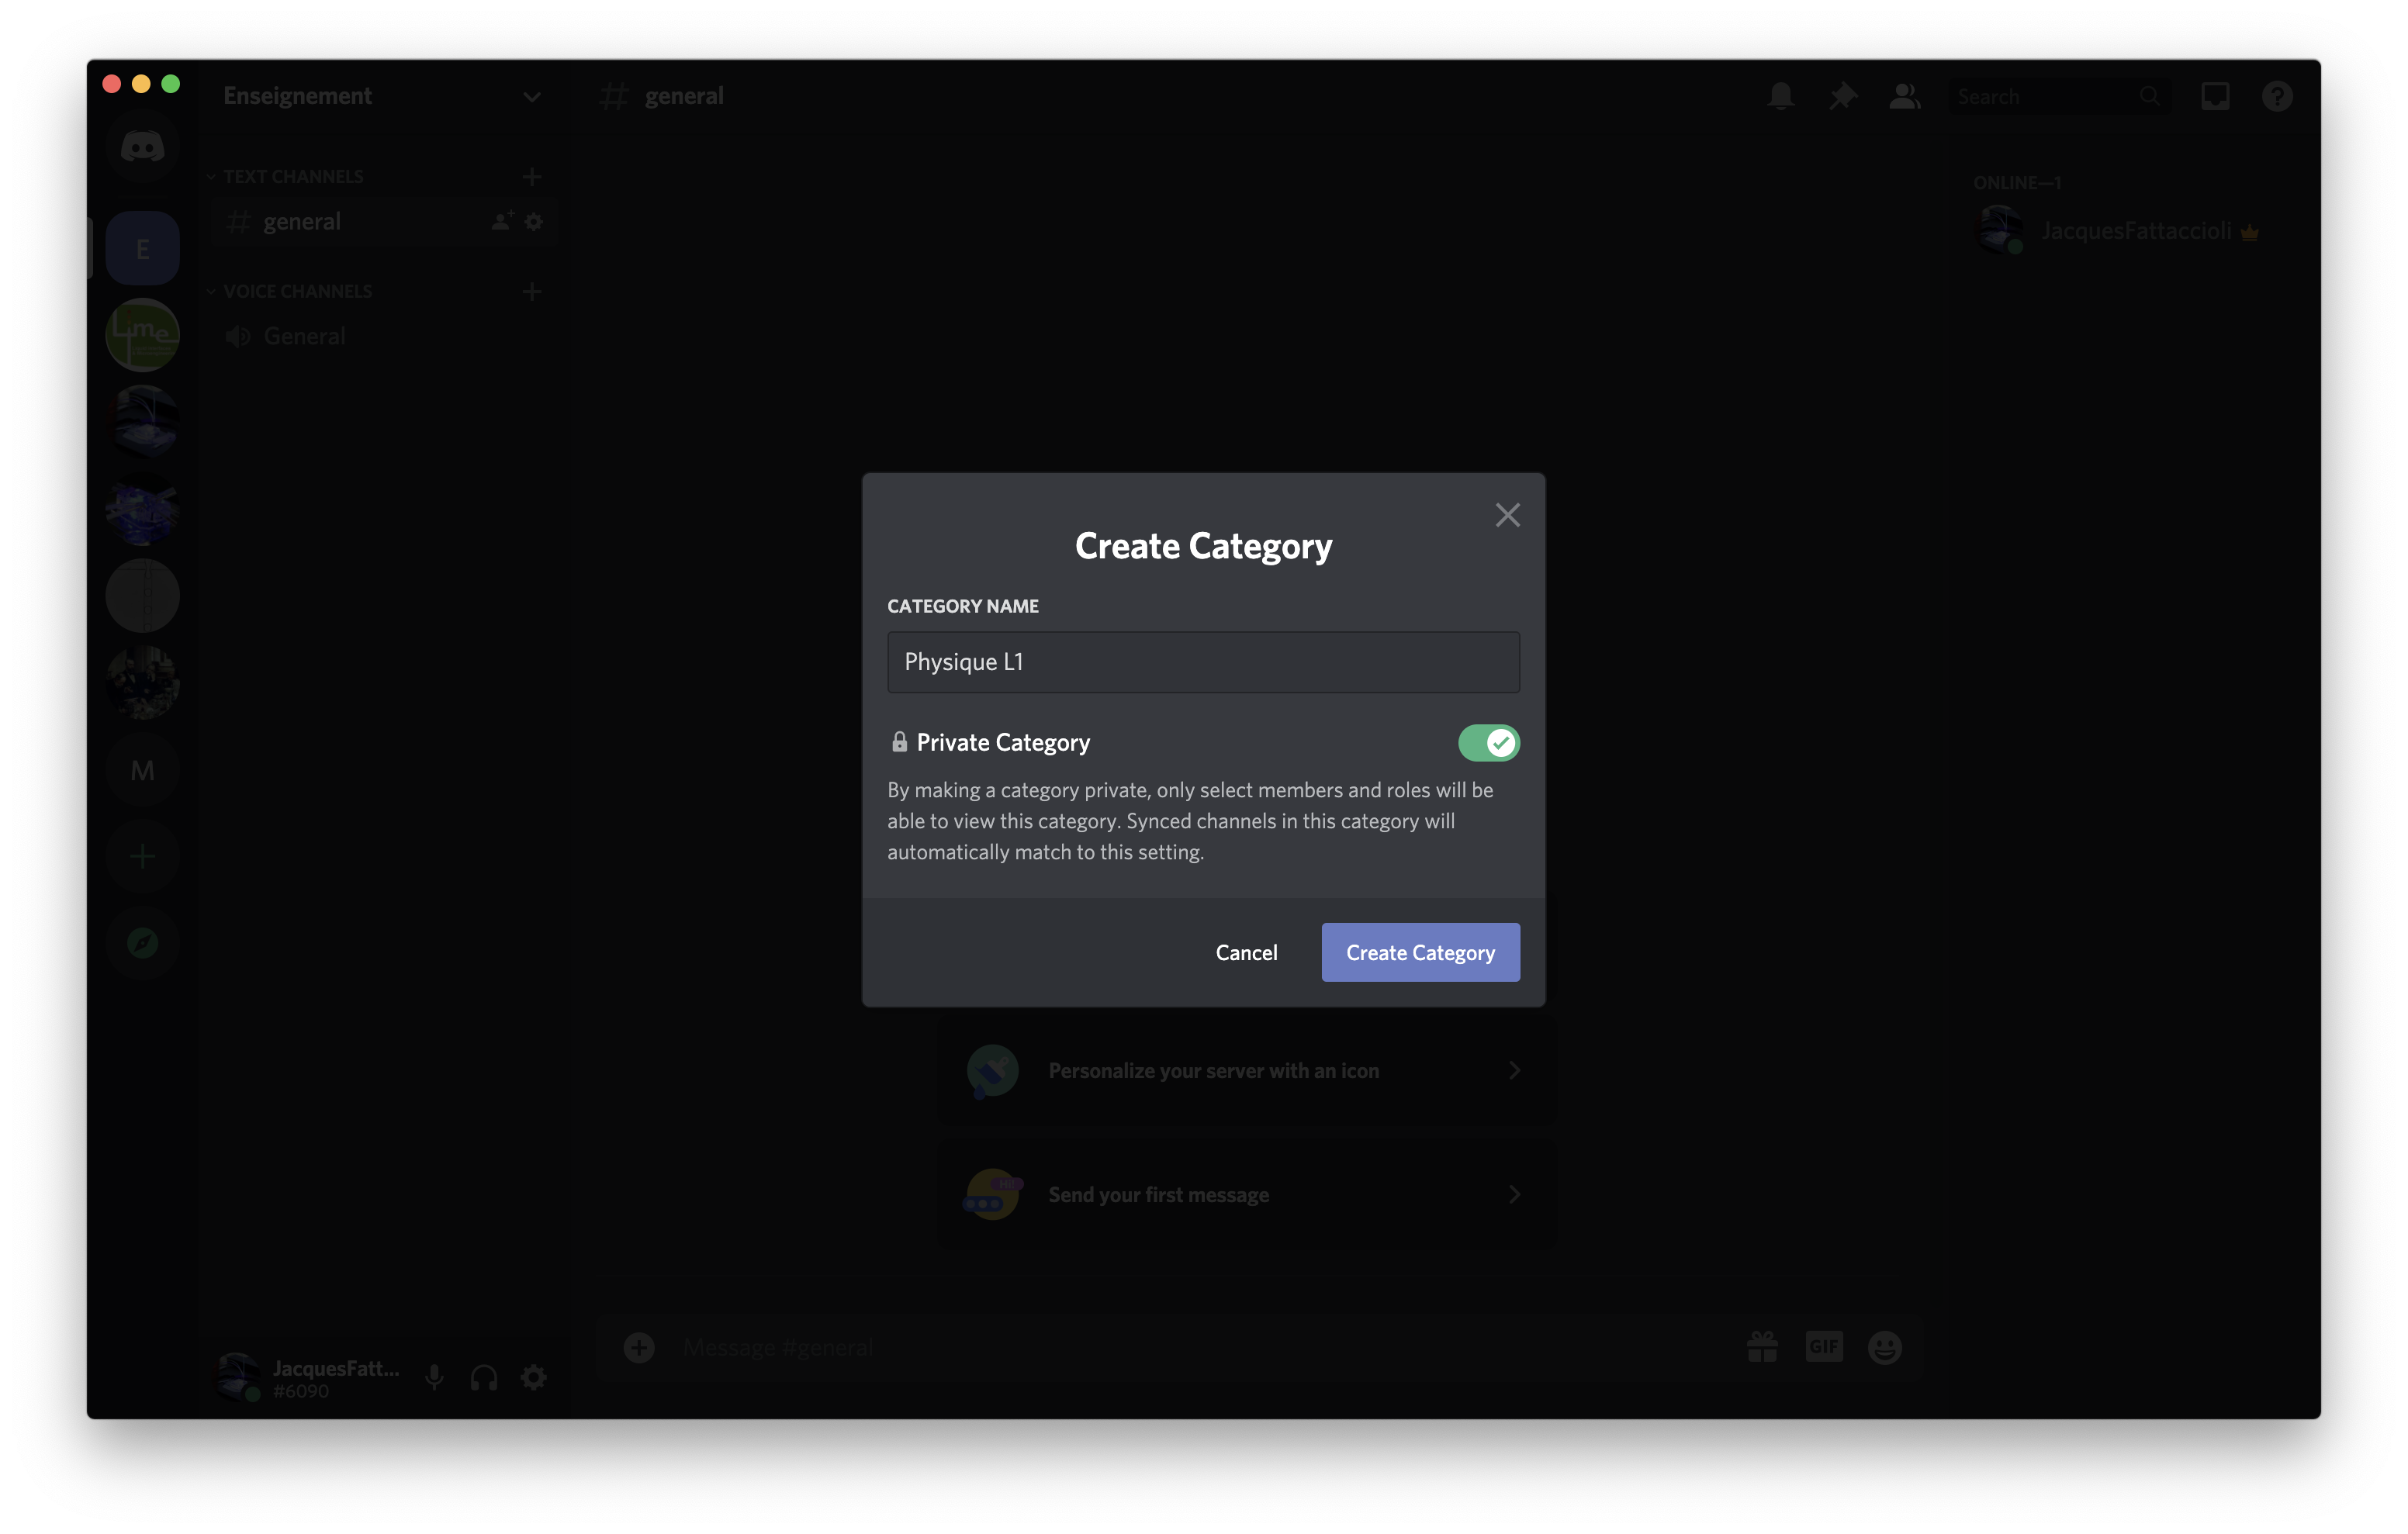 Enseignement
general
Search
TEXT CHANNELS
general
VOICE CHANNELS
General
E
Lime
M
ONLINE—1
JacquesFattaccioli
Create Category
CATEGORY NAME
Physique L1
Private Category
By making a category private, only select members and roles will be
able to view this category. Synced channels in this category will
automatically match to this setting.
Cancel
Create Category
Personalize your server with an icon
Hi!
Send your first message
Message #general
GIF
JacquesFatt...
#6090